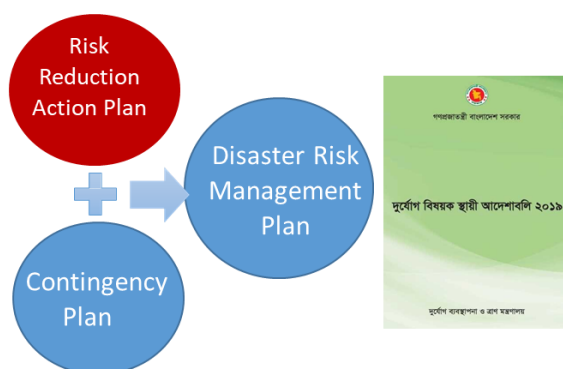 Risk
Reduction
Action Plan
Disaster Risk
Management
Plan
Contingency
Plan
গণপ্রজাতন্ত্রী বাংলাদেশ সরকার
দুর্যোগ বিষয়ক স্থায়ী আদেশাবলি ২০১৯
দুর্যোগ ব্যবস্থাপনা ও ত্রাণ মন্ত্রণালয়